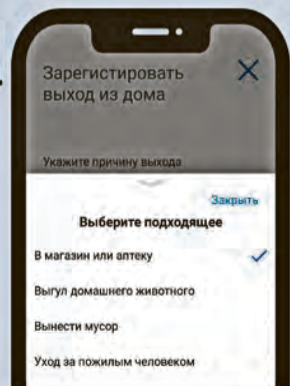 Зарегистировать
выход из дома
Укажите причину выхода
Закрыть
Выберите подходящее
В магазин или аптеку
Выгул домашнего животного
Вынести мусор
Уход за пожилым человеком